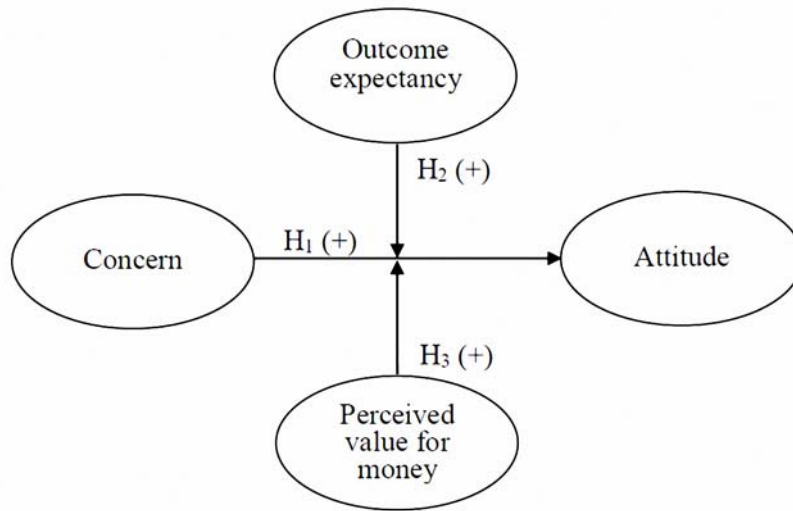 Outcome
expectancy
H₂ (+)
Concern
H₁ (+)
Attitude
H₃ (+)
Perceived
value for
money